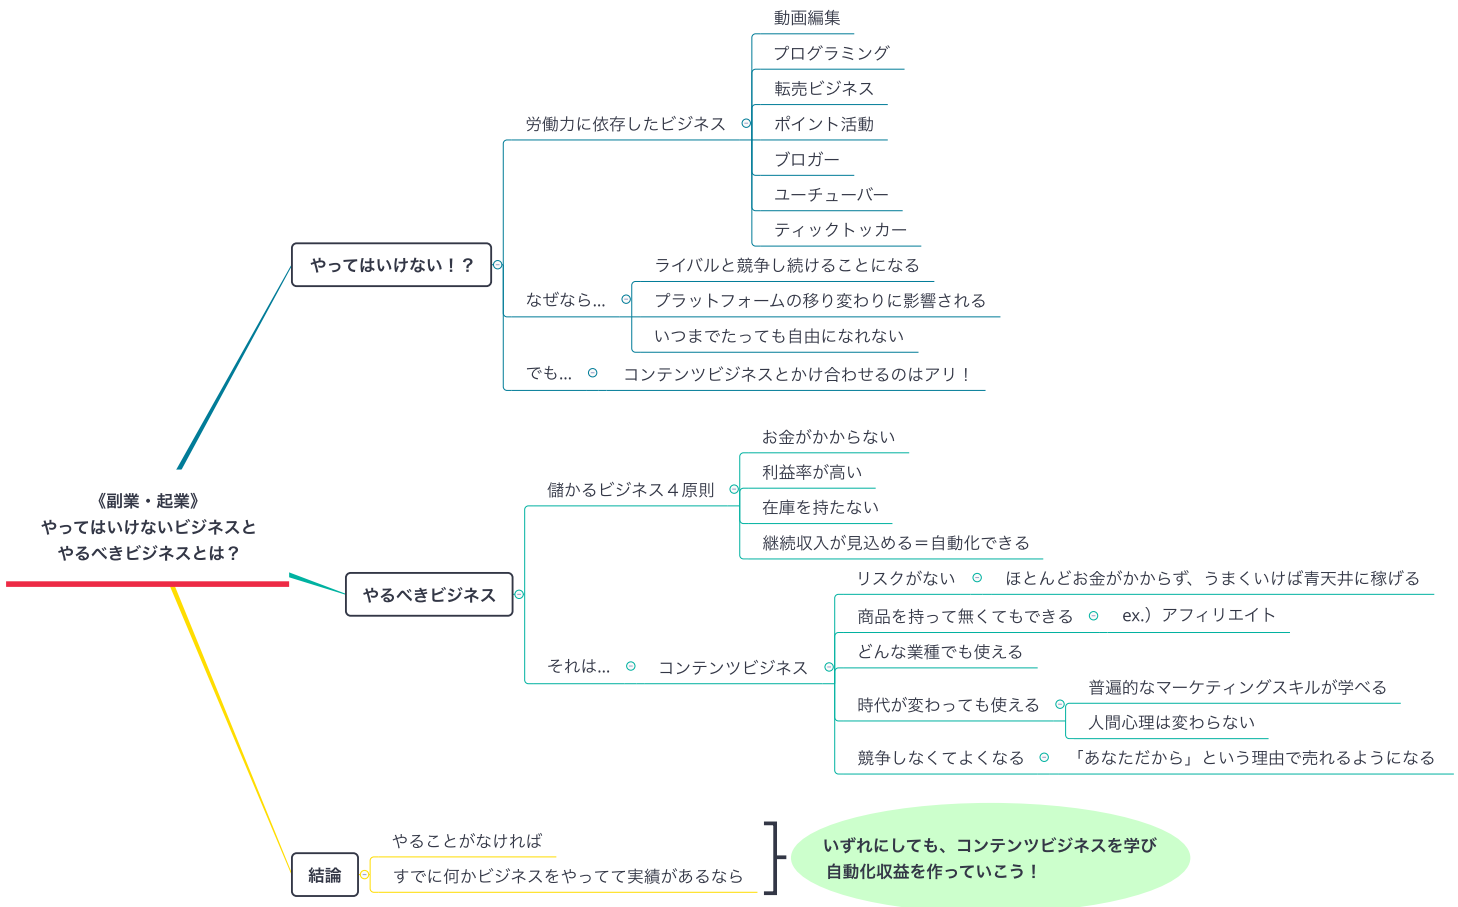 《副業・起業》
やってはいけないビジネスと
やるべきビジネスとは？
やってはいけない！？
労働力に依存したビジネス
動画編集
プログラミング
転売ビジネス
ポイント活動
ブロガー
ユーチューバー
ティックトッカー
なぜなら...
ライバルと競争し続けることになる
プラットフォームの移り変わりに影響される
いつまでたっても自由になれない
でも...
コンテンツビジネスとかけ合わせるのはアリ！
やるべきビジネス
儲かるビジネス４原則
お金がかからない
利益率が高い
在庫を持たない
継続収入が見込める＝自動化できる
それは...
コンテンツビジネス
リスクがない
ほとんどお金がかからず、うまくいけば青天井に稼げる
商品を持って無くてもできる
ex.）アフィリエイト
どんな業種でも使える
時代が変わっても使える
普遍的なマーケティングスキルが学べる
人間心理は変わらない
競争しなくてよくなる
「あなただから」という理由で売れるようになる
結論
やることがなければ
すでに何かビジネスをやってて実績があるなら
いずれにしても、コンテンツビジネスを学び
自動化収益を作っていこう！